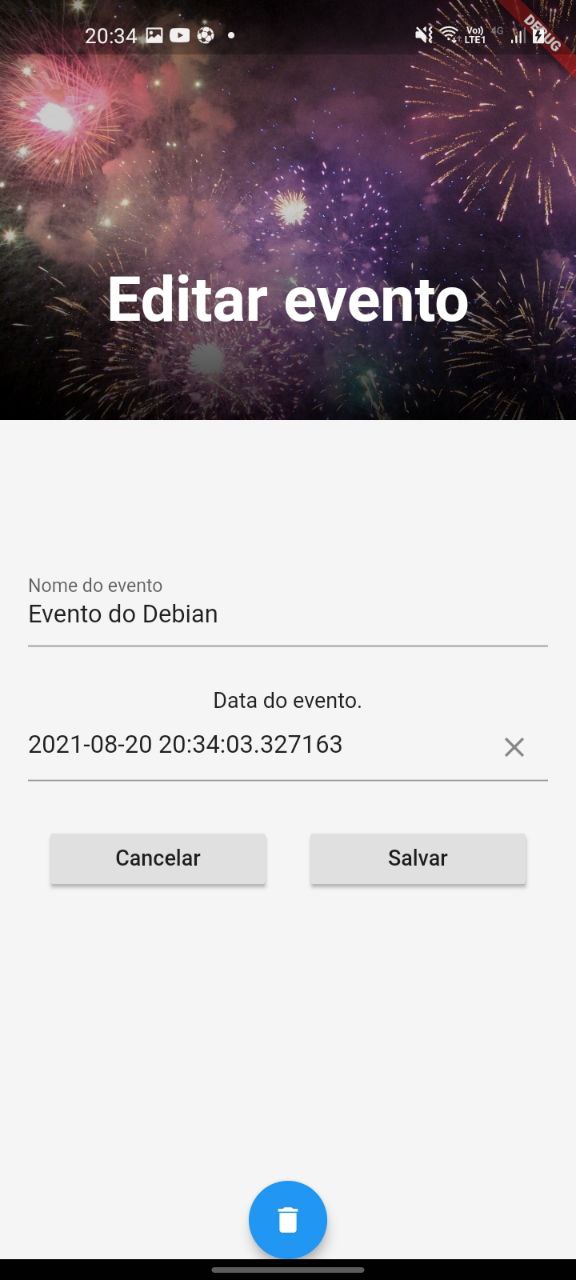 20:34
Vo)) 4G
LTE1
DEBUG
Editar evento
Nome do evento
Evento do Debian
Data do evento.
2021-08-20 20:34:03.327163
Cancelar Salvar